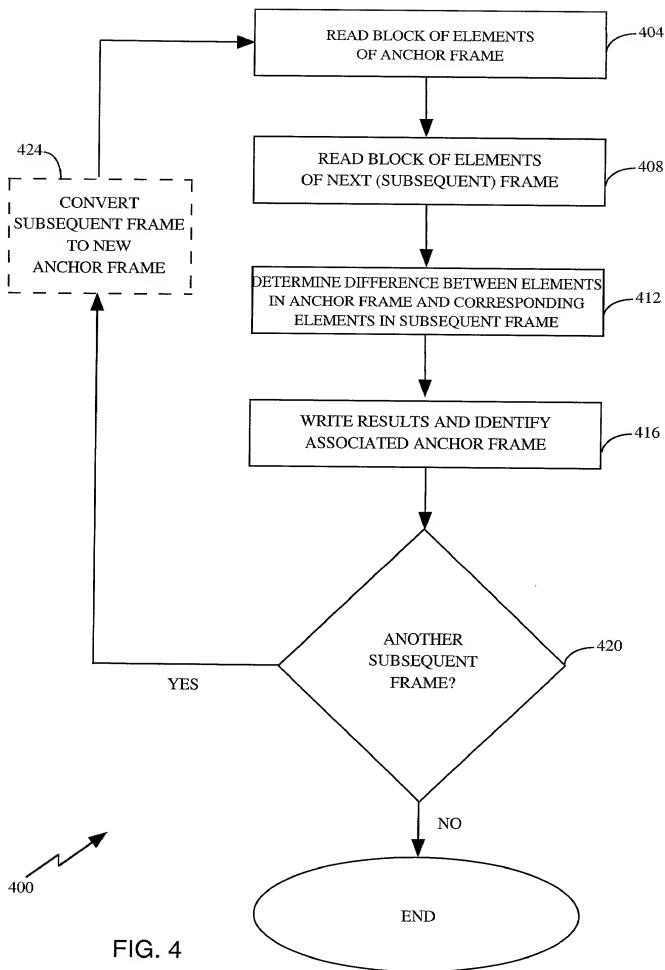 READ BLOCK OF ELEMENTS
OF ANCHOR FRAME
404
READ BLOCK OF ELEMENTS
OF NEXT (SUBSEQUENT) FRAME
408
424
CONVERT
SUBSEQUENT FRAME
TO NEW
ANCHOR FRAME
DETERMINE DIFFERENCE BETWEEN ELEMENTS
IN ANCHOR FRAME AND CORRESPONDING
ELEMENTS IN SUBSEQUENT FRAME
412
WRITE RESULTS AND IDENTIFY
ASSOCIATED ANCHOR FRAME
416
ANOTHER
SUBSEQUENT
FRAME?
420
YES
NO
400
END
FIG. 4